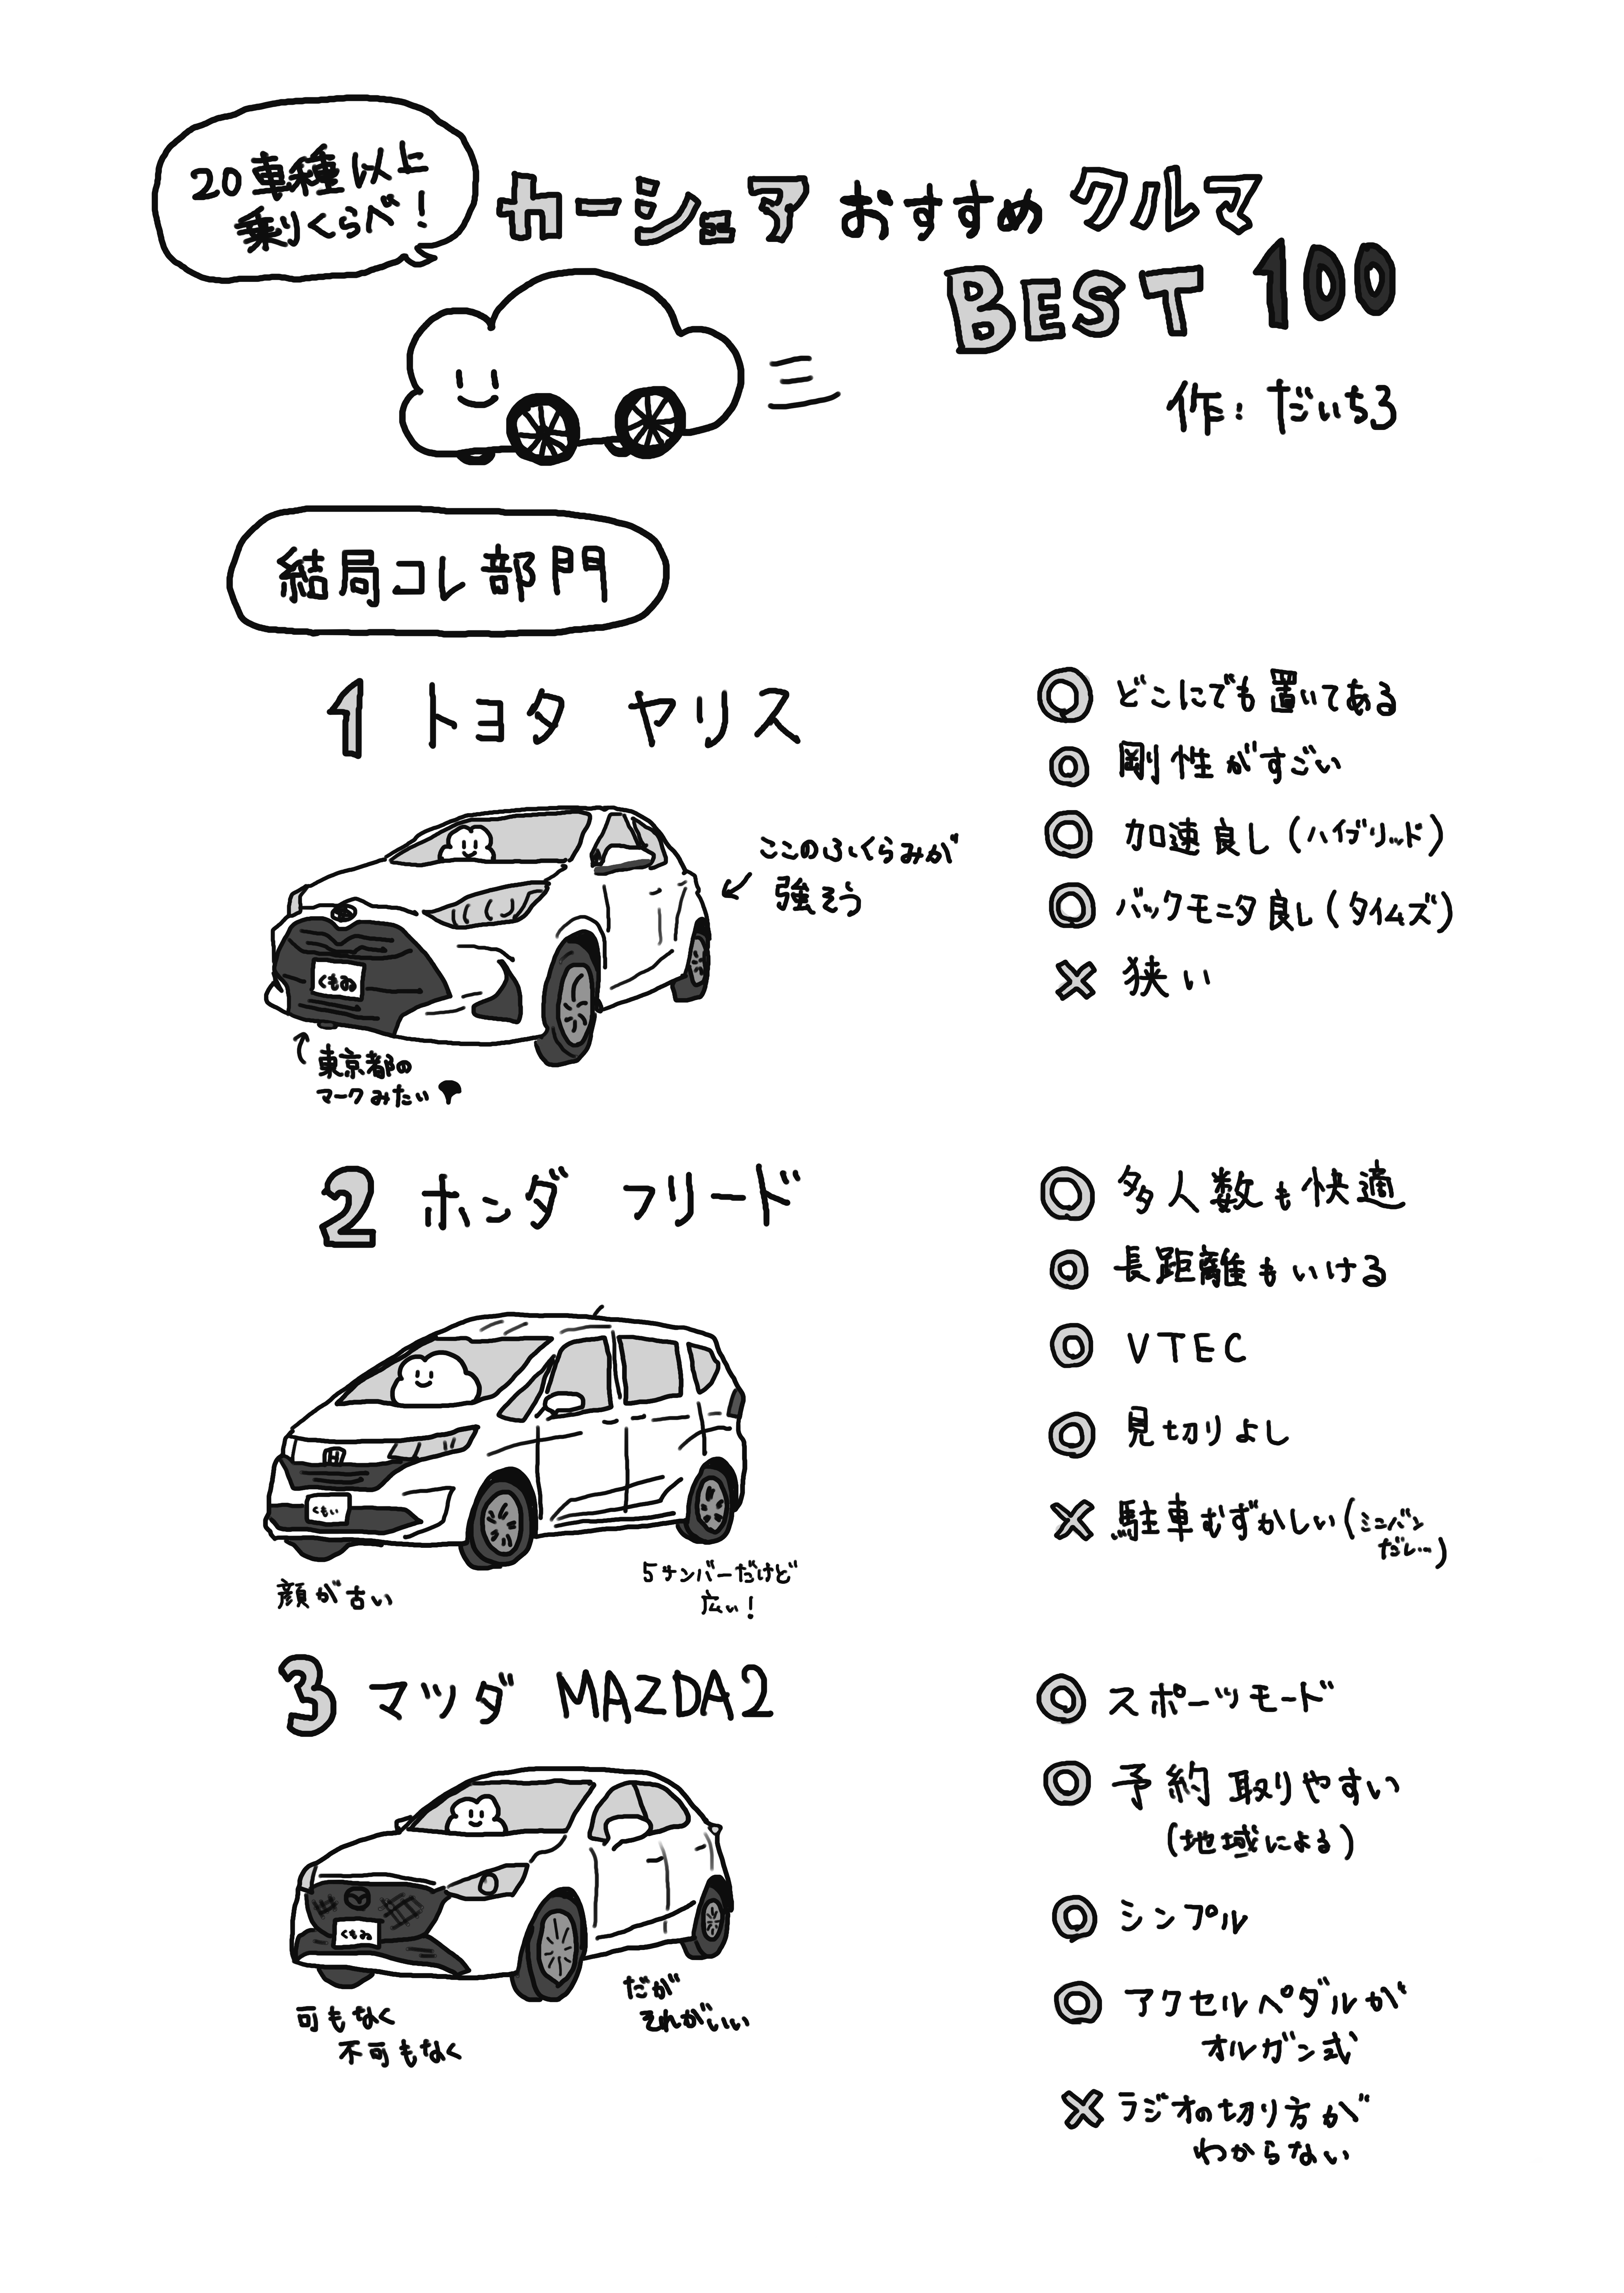 20車種以上
乗りくらべ!
カーシェア おすすめ クルマ
BEST 100
作: だいち3
結局コレ部門
1 トヨタ ヤリス
◎ どこにでも置いてある
◎ 剛性がすごい
◎ 加速良し (ハイブリッド)
◎ バックモニタ良し (タイムズ)
× 狭い
ここのふくらみが
強そう
くもゐ
東京都の
マークみたい
2 ホンダ フリード
◎ 多人数も快適
◎ 長距離もいける
◎ VTEC
◎ 見切りよし
× 駐車むずかしい (ミニバン
だし…)
くもい
顔が古い
5ナンバーだけど
広い!
3 マツダ MAZDA2
◎ スポーツモード
◎ 予約取りやすい
(地域による)
◎ シンプル
◎ アクセルペダルが
オルガン式
× ラジオの切り方が
わからない
くもゐ
可もなく
不可もなく
だが
それがいい